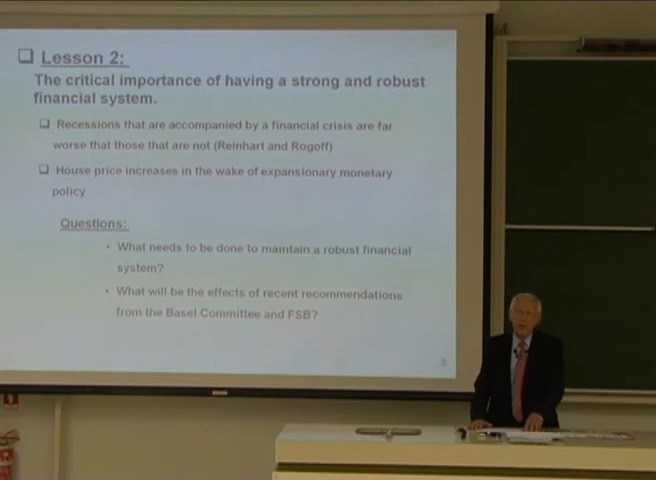 Lesson 2:
The critical importance of having a strong and robust
financial system.
Recessions that are accompanied by a financial crisis are far
worse that those that are not (Reinhart and Rogoff)
House price increases in the wake of expansionary monetary
policy
Questions:
• What needs to be done to maintain a robust financial
system?
• What will be the effects of recent recommendations
from the Basel Committee and FSB?
3